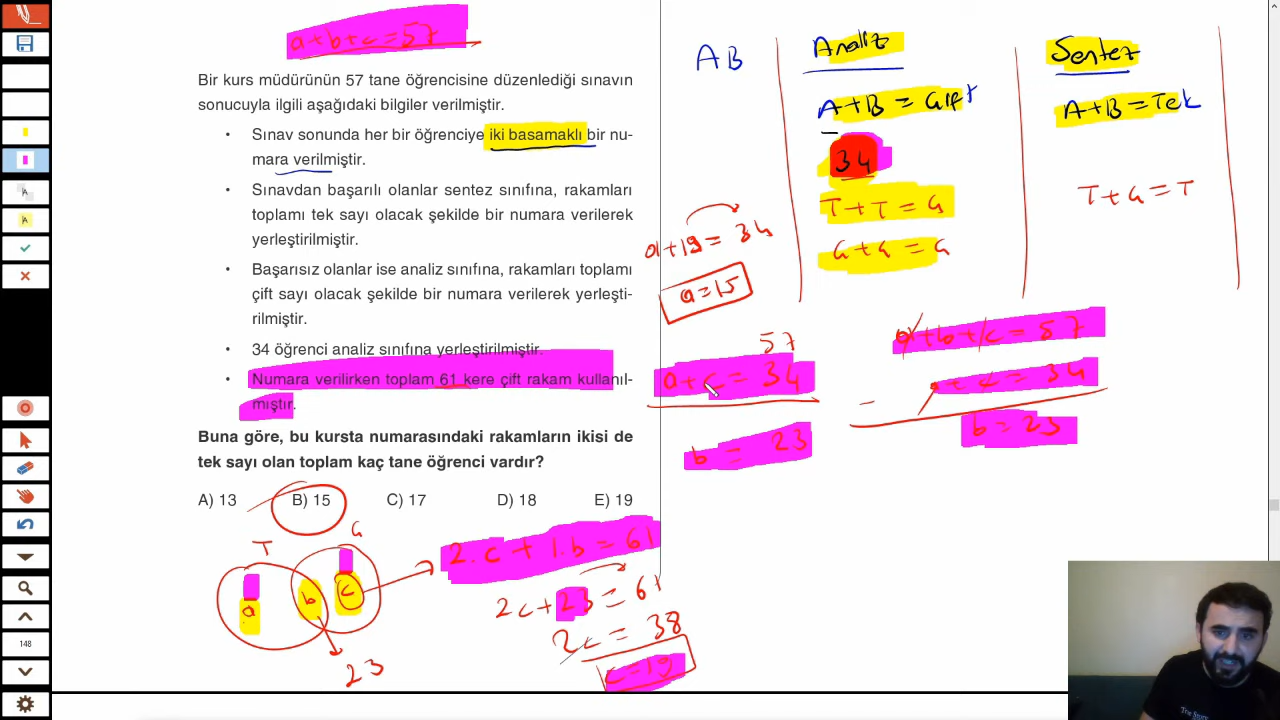 a+b+c=57
Bir kurs müdürünün 57 tane öğrencisine düzenlediği sınavın
sonucuyla ilgili aşağıdaki bilgiler verilmiştir.
• Sınav sonunda her bir öğrenciye iki basamaklı bir nu-
mara verilmiştir.
• Sınavdan başarılı olanlar sentez sınıfına, rakamları
toplamı tek sayı olacak şekilde bir numara verilerek
yerleştirilmiştir.
• Başarısız olanlar ise analiz sınıfına, rakamları toplamı
çift sayı olacak şekilde bir numara verilerek yerleşti-
rilmiştir.
• 34 öğrenci analiz sınıfına yerleştirilmiştir.
• Numara verilirken toplam 61 kere çift rakam kullanıl-
mıştır.
Buna göre, bu kursta numarasındaki rakamların ikisi de
tek sayı olan toplam kaç tane öğrenci vardır?
A) 13 B) 15 C) 17 D) 18 E) 19
T Ç
a b c
23
2.c + 1.b = 61
2c+23=61
2c = 38
c=19
AB
Analiz
A+B = Çift
34
T+T = Ç
Ç+Ç = Ç
Sentez
A+B=Tek
T+Ç=T
a+19=34
a=15
57
a+c=34
b = 23
a+b+c=57
- a+c=34
b=23
148